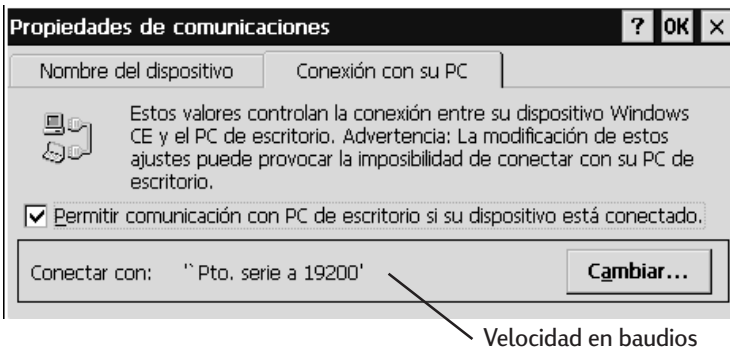 Propiedades de comunicaciones ? OK ×
Nombre del dispositivo Conexión con su PC
Estos valores controlan la conexión entre su dispositivo Windows
CE y el PC de escritorio. Advertencia: La modificación de estos
ajustes puede provocar la imposibilidad de conectar con su PC de
escritorio.
Permitir comunicación con PC de escritorio si su dispositivo está conectado.
Conectar con: '`Pto. serie a 19200' Cambiar...
Velocidad en baudios